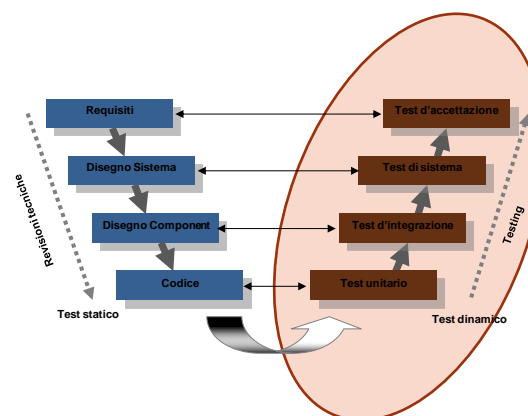 Requisiti
Test d'accettazione
Disegno Sistema
Test di sistema
Disegno Component
Test d'integrazione
Codice
Test unitario
Revisioni tecniche
Testing
Test statico
Test dinamico